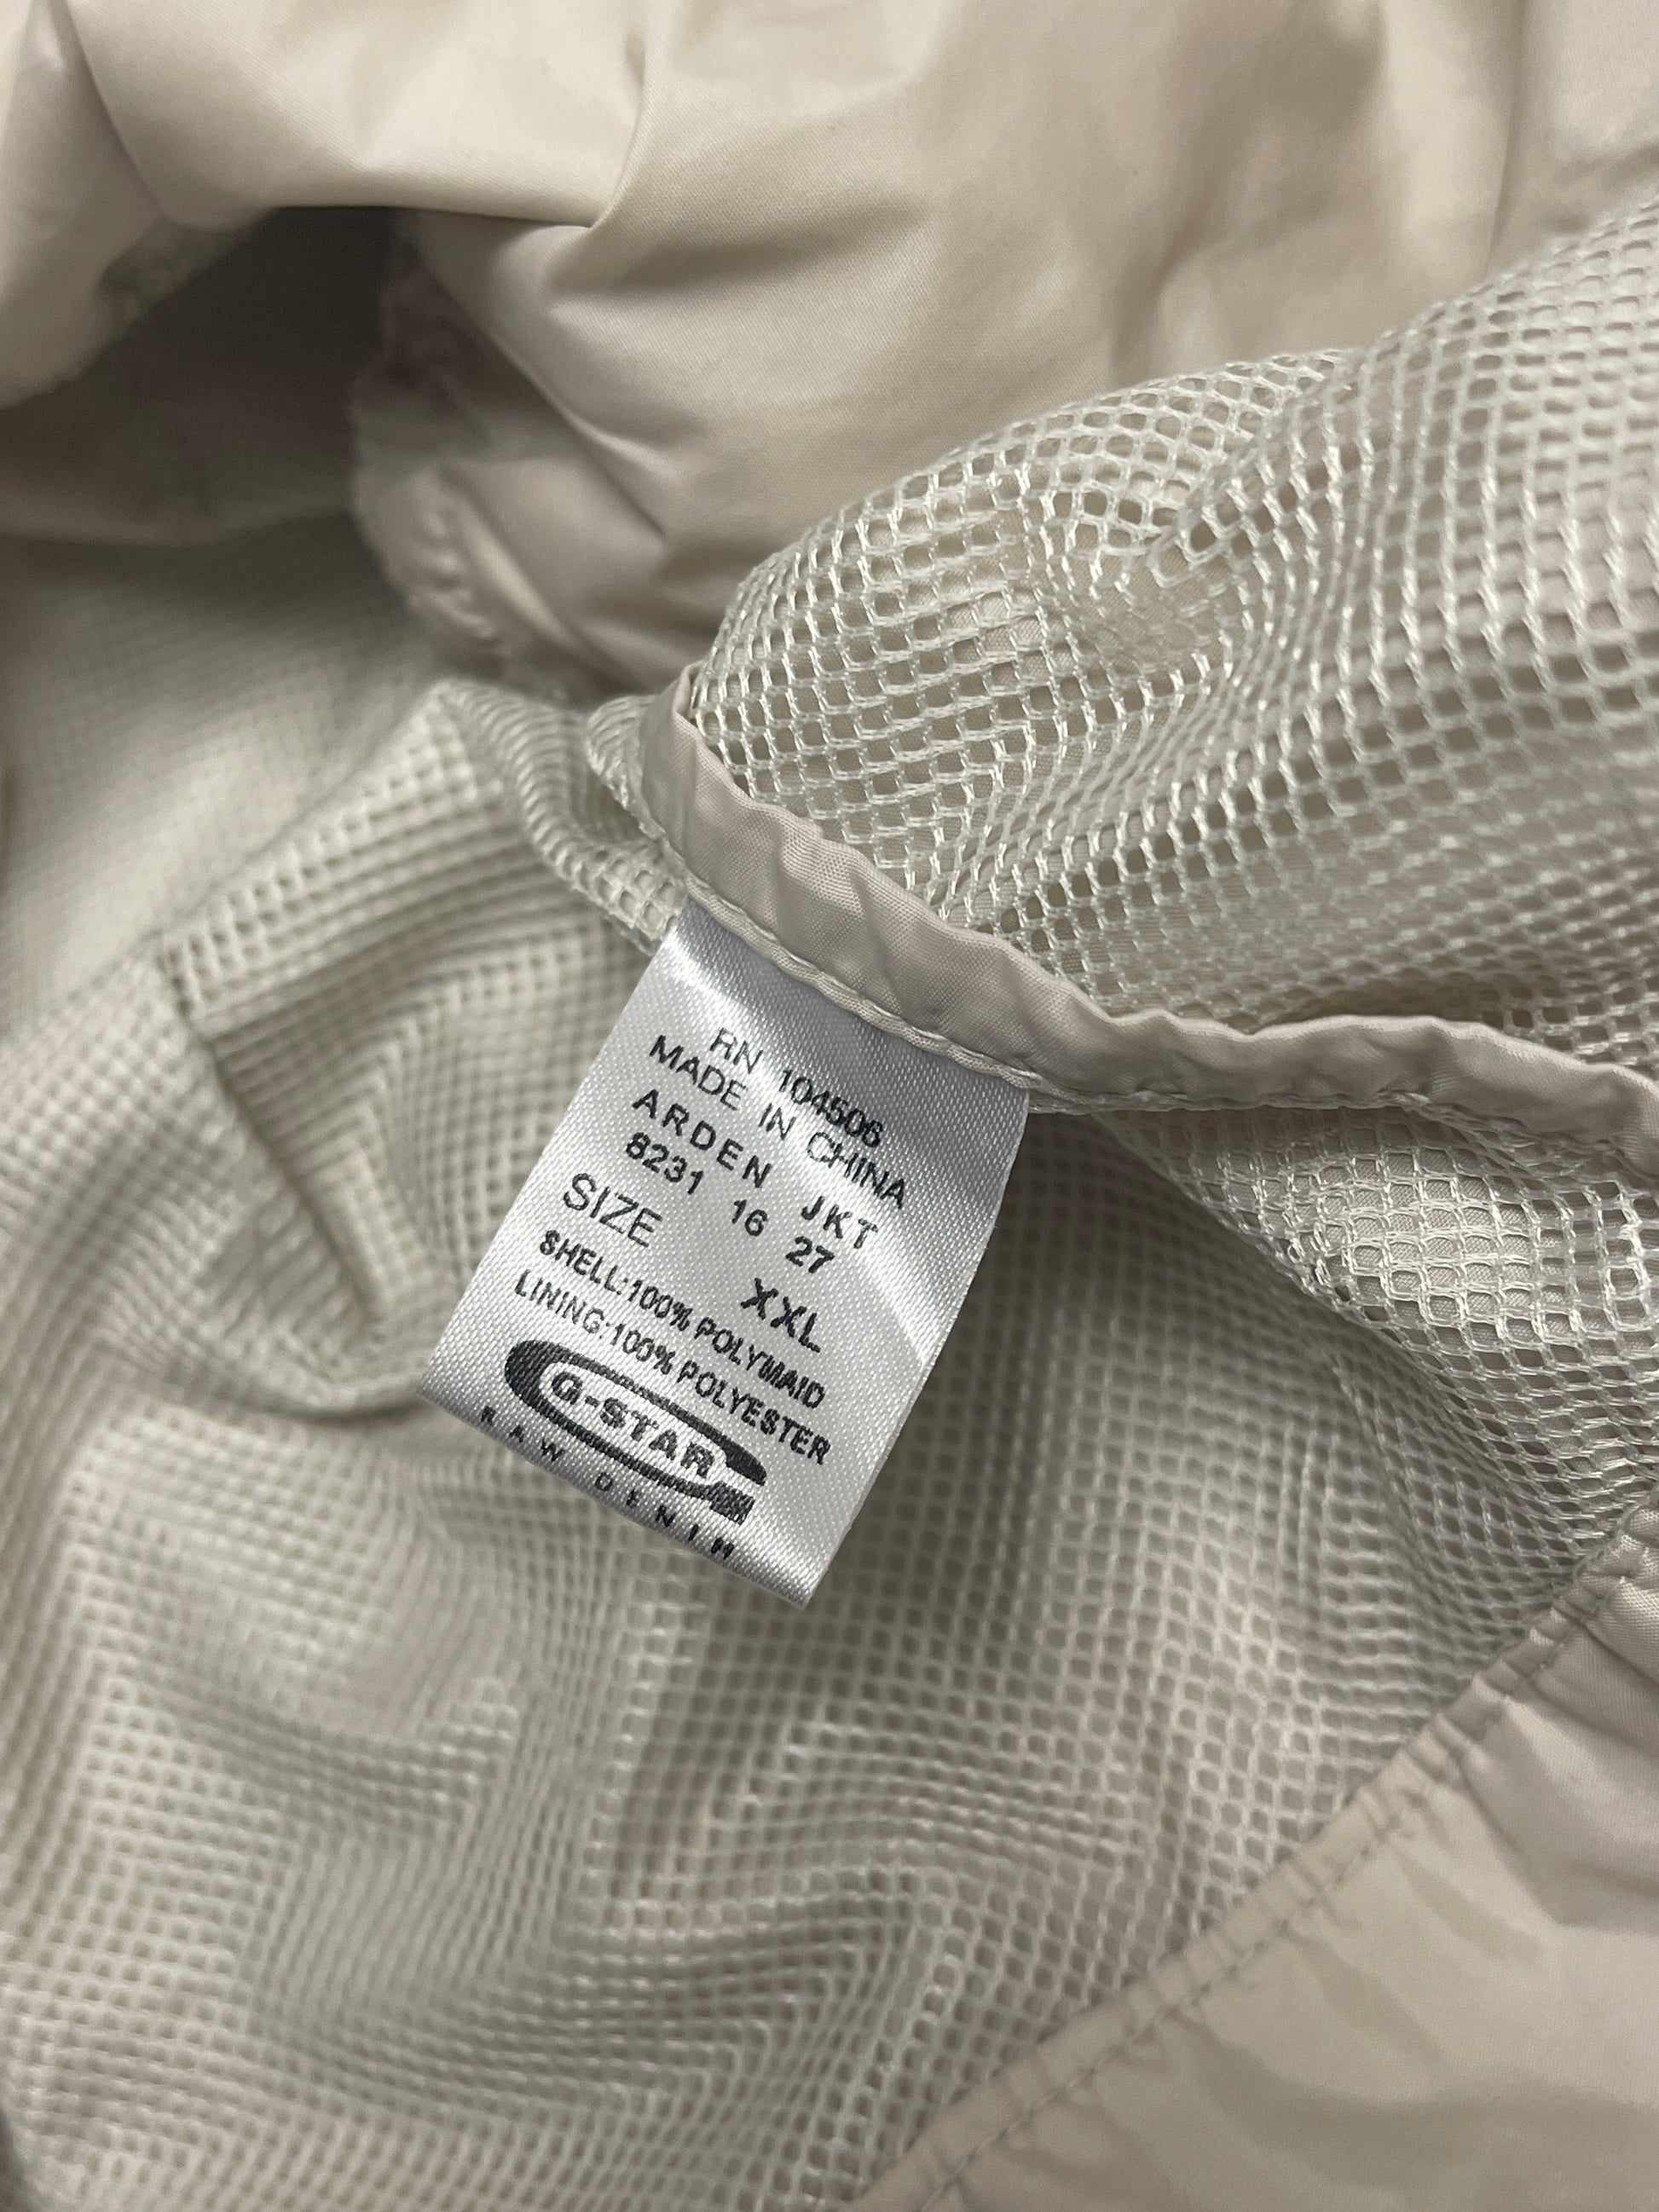 RN 104506
MADE IN CHINA
ARDEN JKT
8231 16 27
SIZE XXL
SHELL:100% POLYMAID
LINING:100% POLYESTER
G-STAR
RAW DENIM